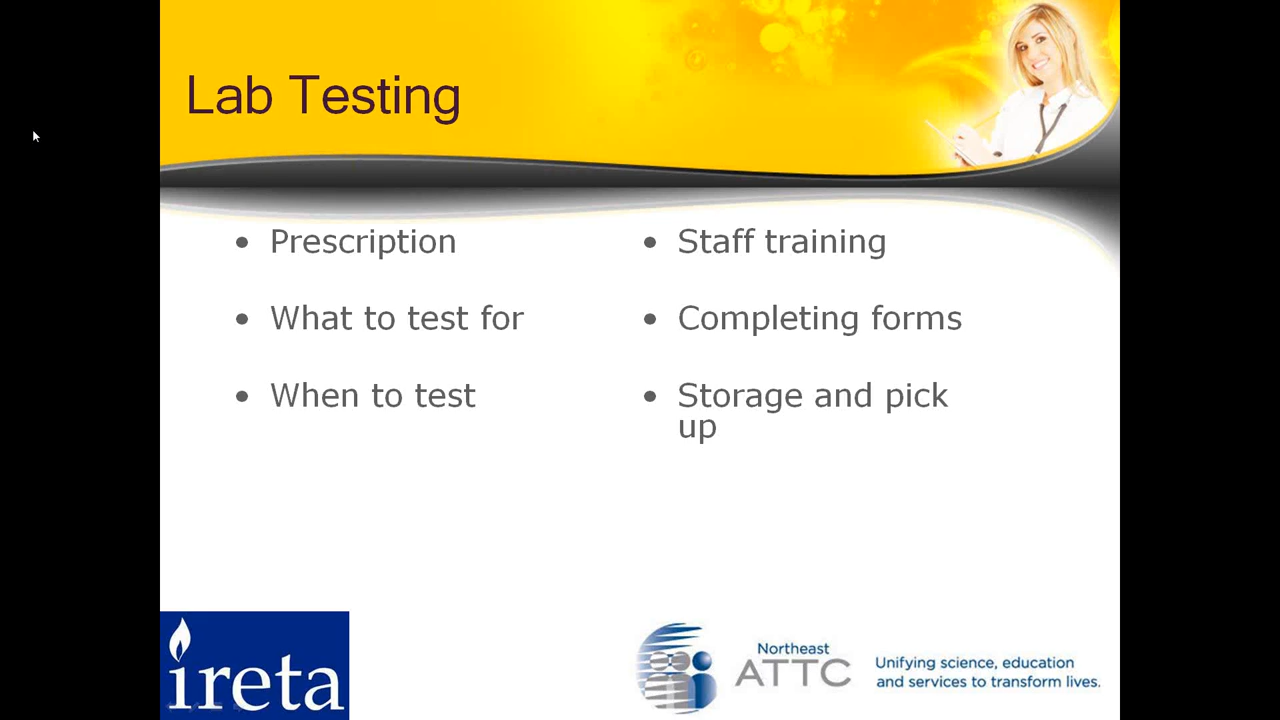 Lab Testing
• Prescription
• What to test for
• When to test
• Staff training
• Completing forms
• Storage and pick
up
ireta
Northeast
ATTC
Unifying science, education
and services to transform lives.